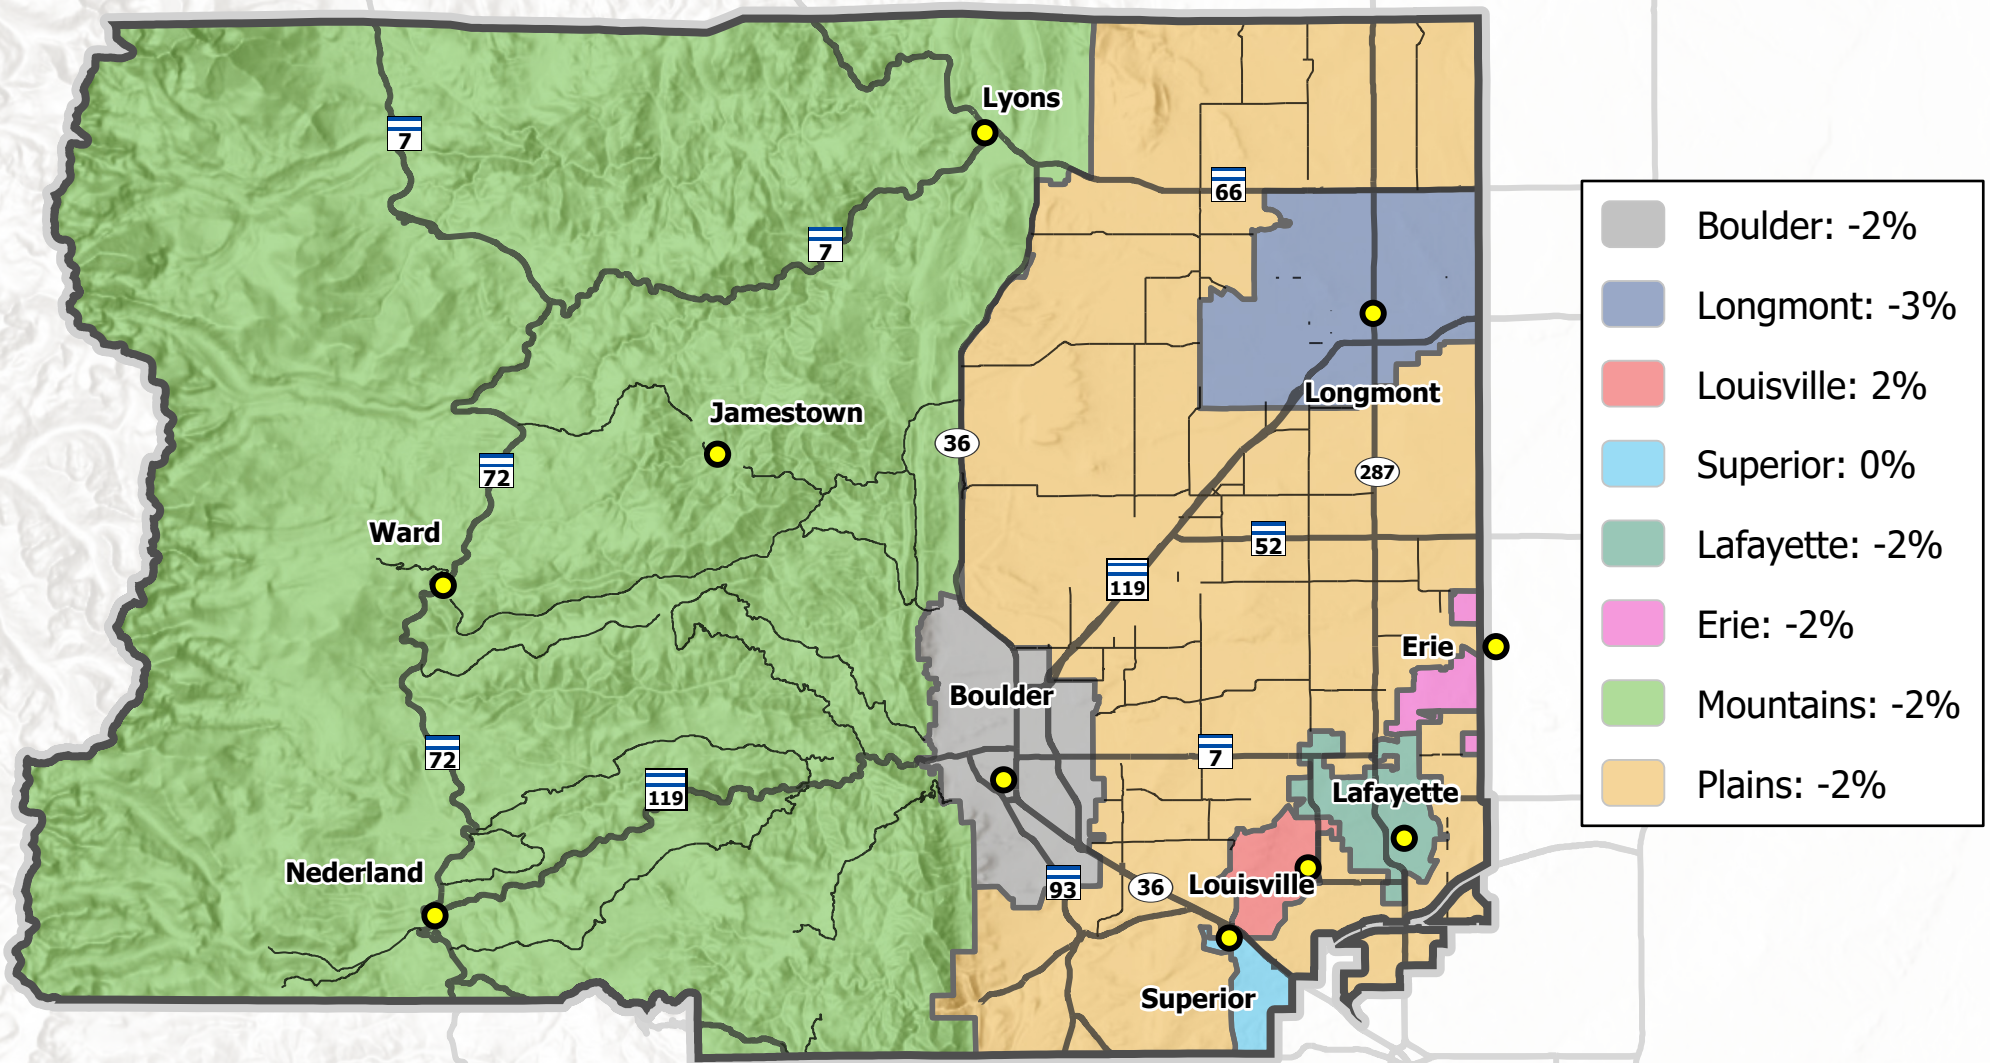 Lyons
7
66
7
Longmont
Jamestown
36
72
287
Ward
52
119
Erie
Boulder
72
7
119
Lafayette
Nederland
93
36
Louisville
Superior
Boulder: -2%
Longmont: -3%
Louisville: 2%
Superior: 0%
Lafayette: -2%
Erie: -2%
Mountains: -2%
Plains: -2%